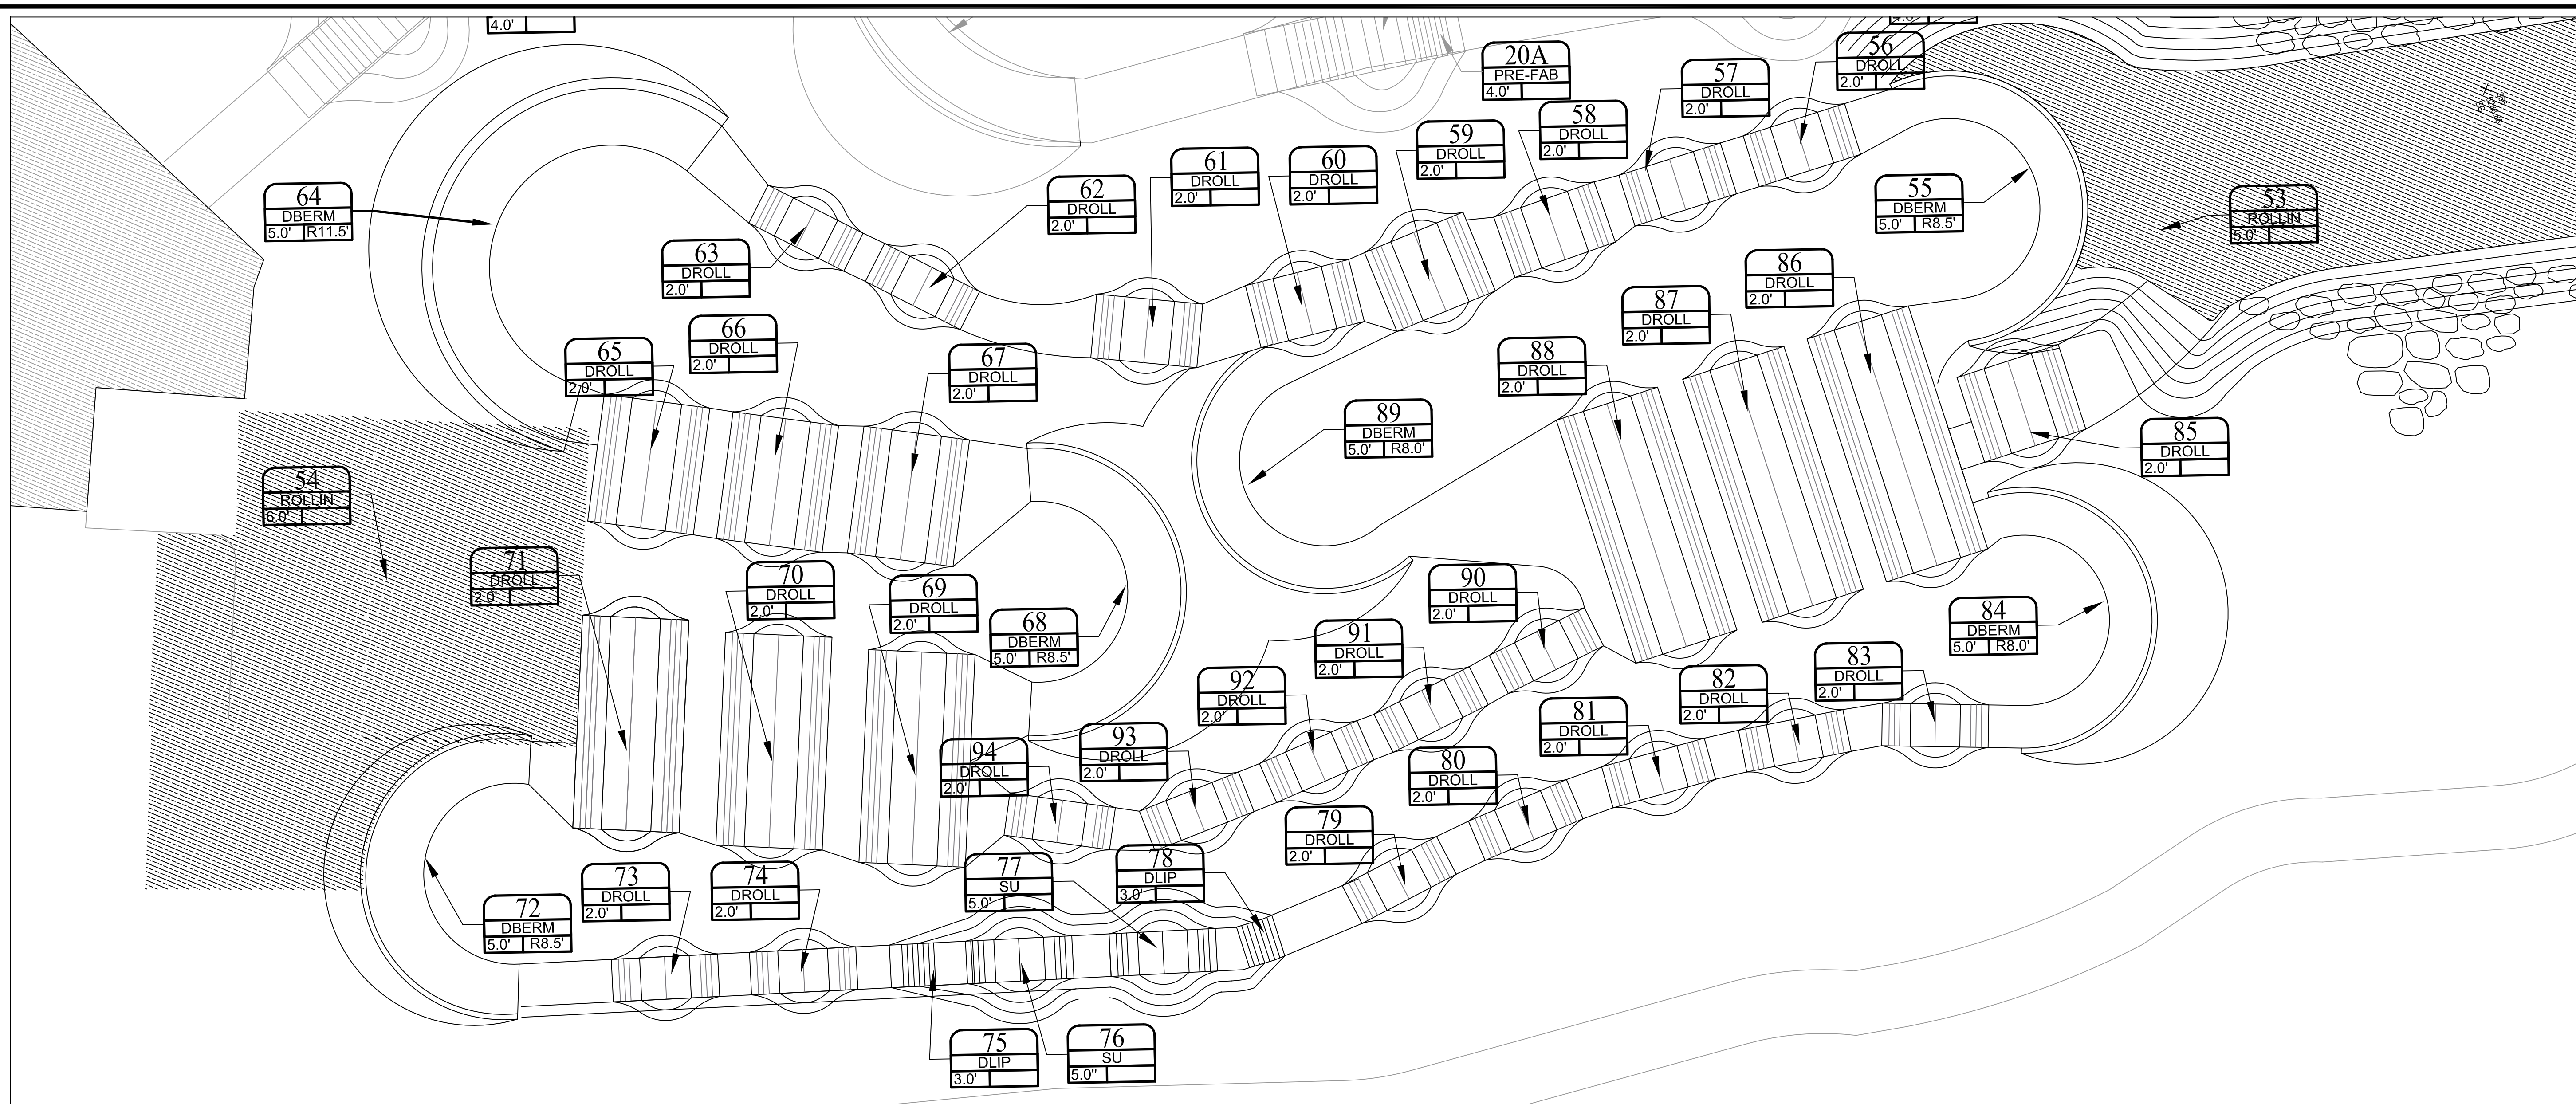 4.0'
20A
PRE-FAB
4.0'
56
DROLL
2.0'
57
DROLL
2.0'
58
DROLL
2.0'
59
DROLL
2.0'
60
DROLL
2.0'
61
DROLL
2.0'
62
DROLL
2.0'
64
DBERM
5.0' R11.5'
63
DROLL
2.0'
55
DBERM
5.0' R8.5'
53
ROLLIN
5.0'
86
DROLL
2.0'
87
DROLL
2.0'
88
DROLL
2.0'
66
DROLL
2.0'
65
DROLL
2.0'
67
DROLL
2.0'
89
DBERM
5.0' R8.0'
85
DROLL
2.0'
54
ROLLIN
6.0'
71
DROLL
2.0'
70
DROLL
2.0'
69
DROLL
2.0'
68
DBERM
5.0' R8.5'
90
DROLL
2.0'
91
DROLL
2.0'
92
DROLL
2.0'
84
DBERM
5.0' R8.0'
83
DROLL
2.0'
82
DROLL
2.0'
81
DROLL
2.0'
93
DROLL
2.0'
94
DROLL
2.0'
80
DROLL
2.0'
79
DROLL
2.0'
78
DLIP
3.0'
77
SU
5.0'
74
DROLL
2.0'
73
DROLL
2.0'
72
DBERM
5.0' R8.5'
75
DLIP
3.0'
76
SU
5.0"